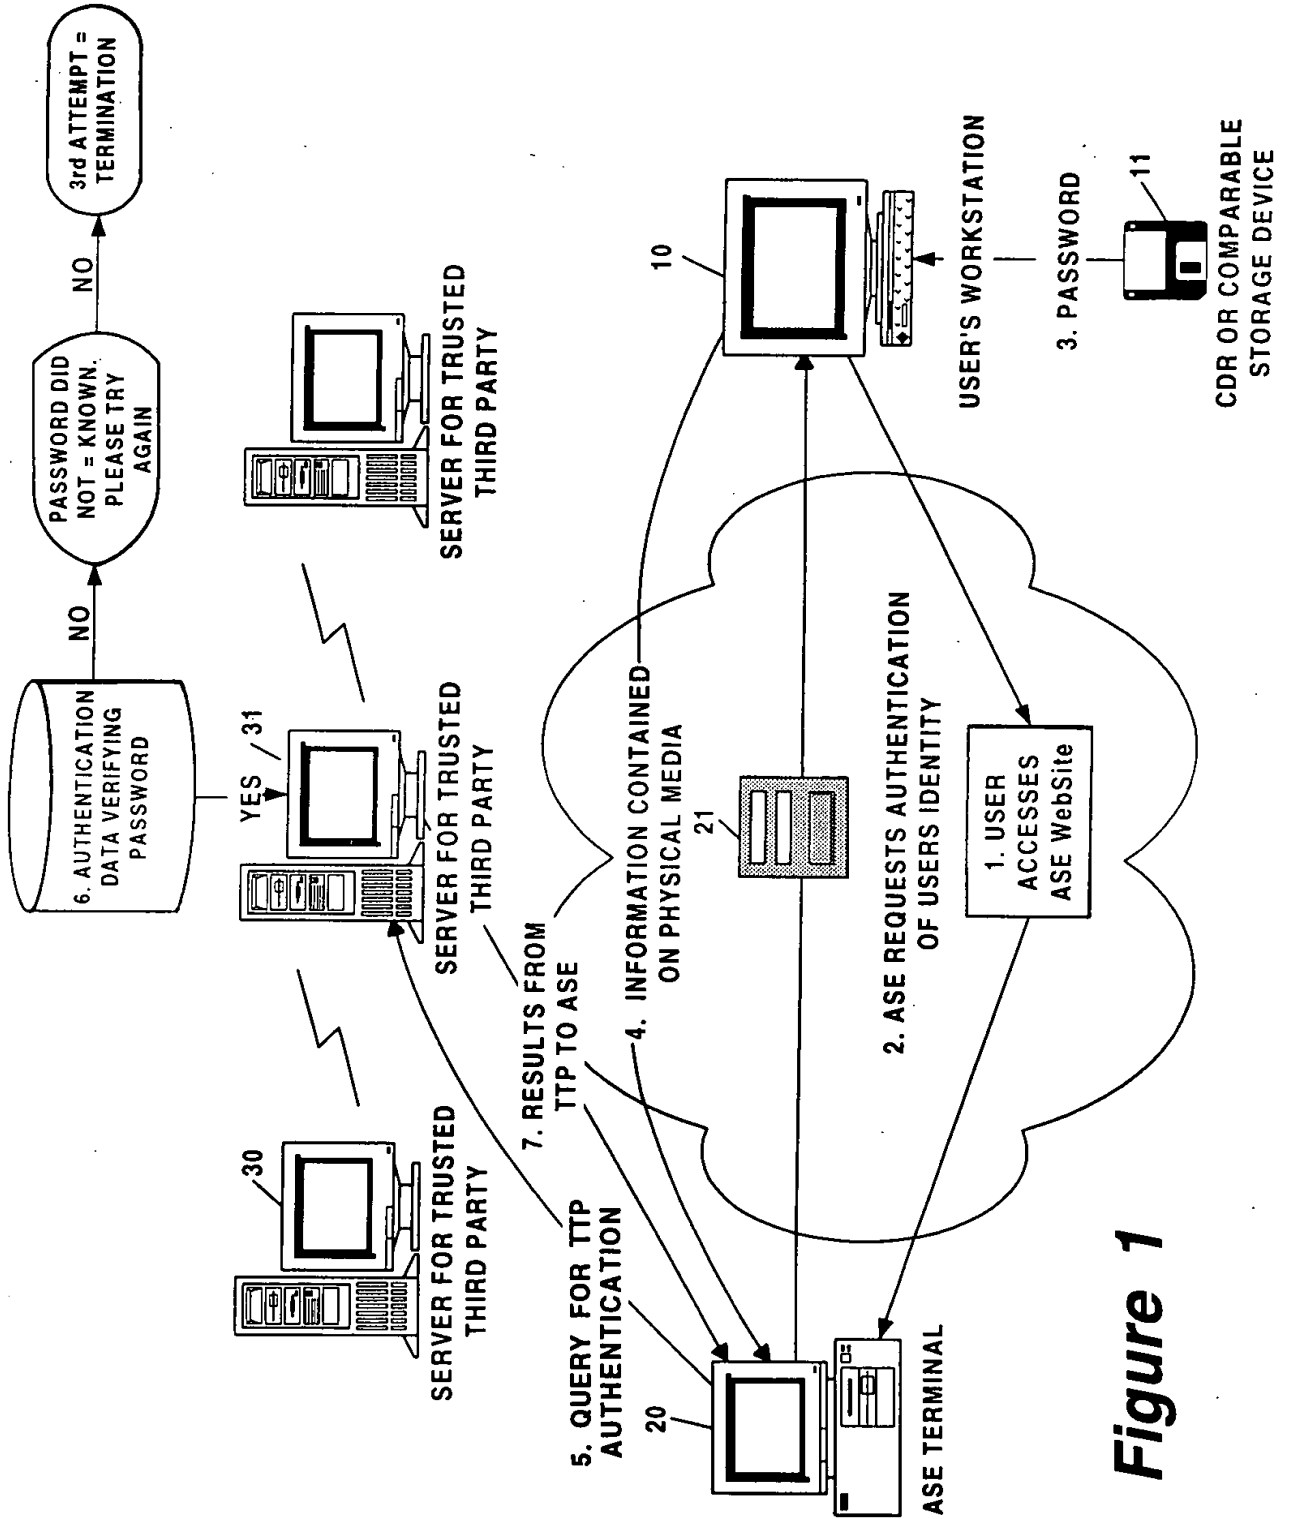 6. AUTHENTICATION
DATA VERIFYING
PASSWORD
NO
PASSWORD DID
NOT = KNOWN.
PLEASE TRY
AGAIN
NO
3rd ATTEMPT =
TERMINATION
YES
30
31
SERVER FOR TRUSTED
THIRD PARTY
SERVER FOR TRUSTED
THIRD PARTY
SERVER FOR TRUSTED
THIRD PARTY
7. RESULTS FROM
TTP TO ASE
5. QUERY FOR TTP
AUTHENTICATION
4. INFORMATION CONTAINED
ON PHYSICAL MEDIA
20
21
10
2. ASE REQUESTS AUTHENTICATION
OF USERS IDENTITY
1. USER
ACCESSES
ASE WebSite
ASE TERMINAL
USER'S WORKSTATION
3. PASSWORD
11
CDR OR COMPARABLE
STORAGE DEVICE
Figure 1